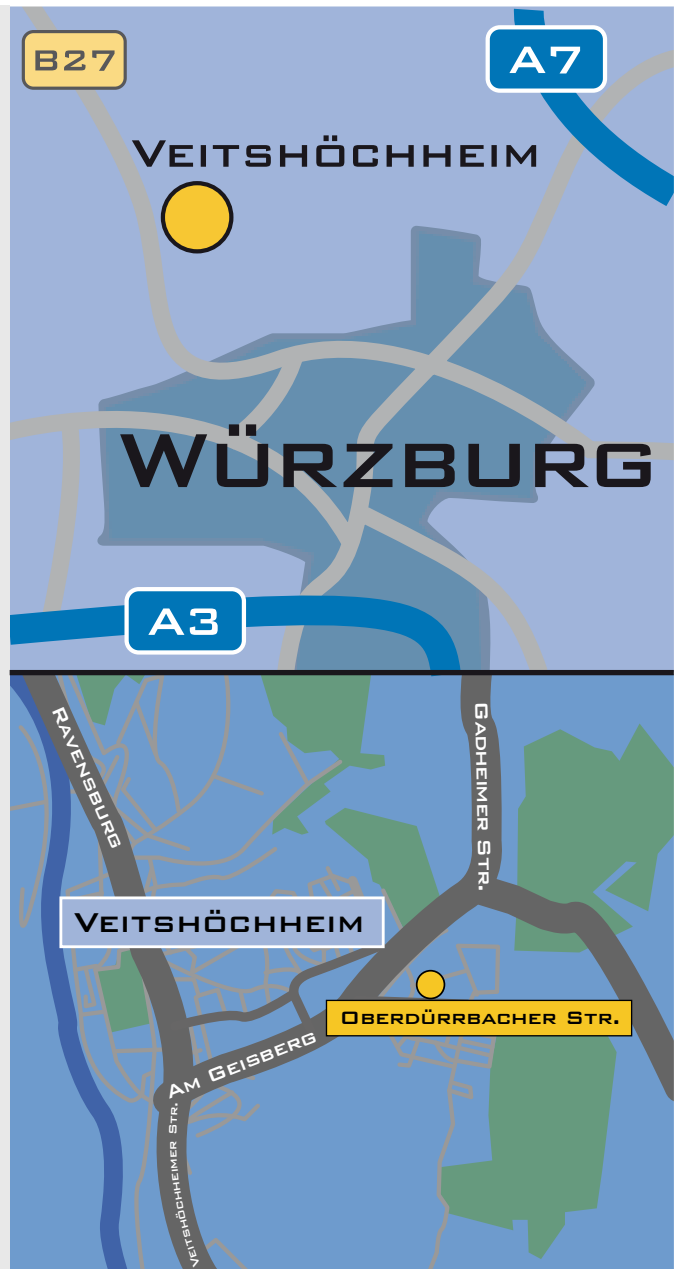 B27
A7
VEITSHÖCHHEIM
WÜRZBURG
A3
RAVENSBURG
GADHEIMER STR.
VEITSHÖCHHEIM
OBERDÜRRBACHER STR.
AM GEISBERG
VEITSHÖCHHEIMER STR.